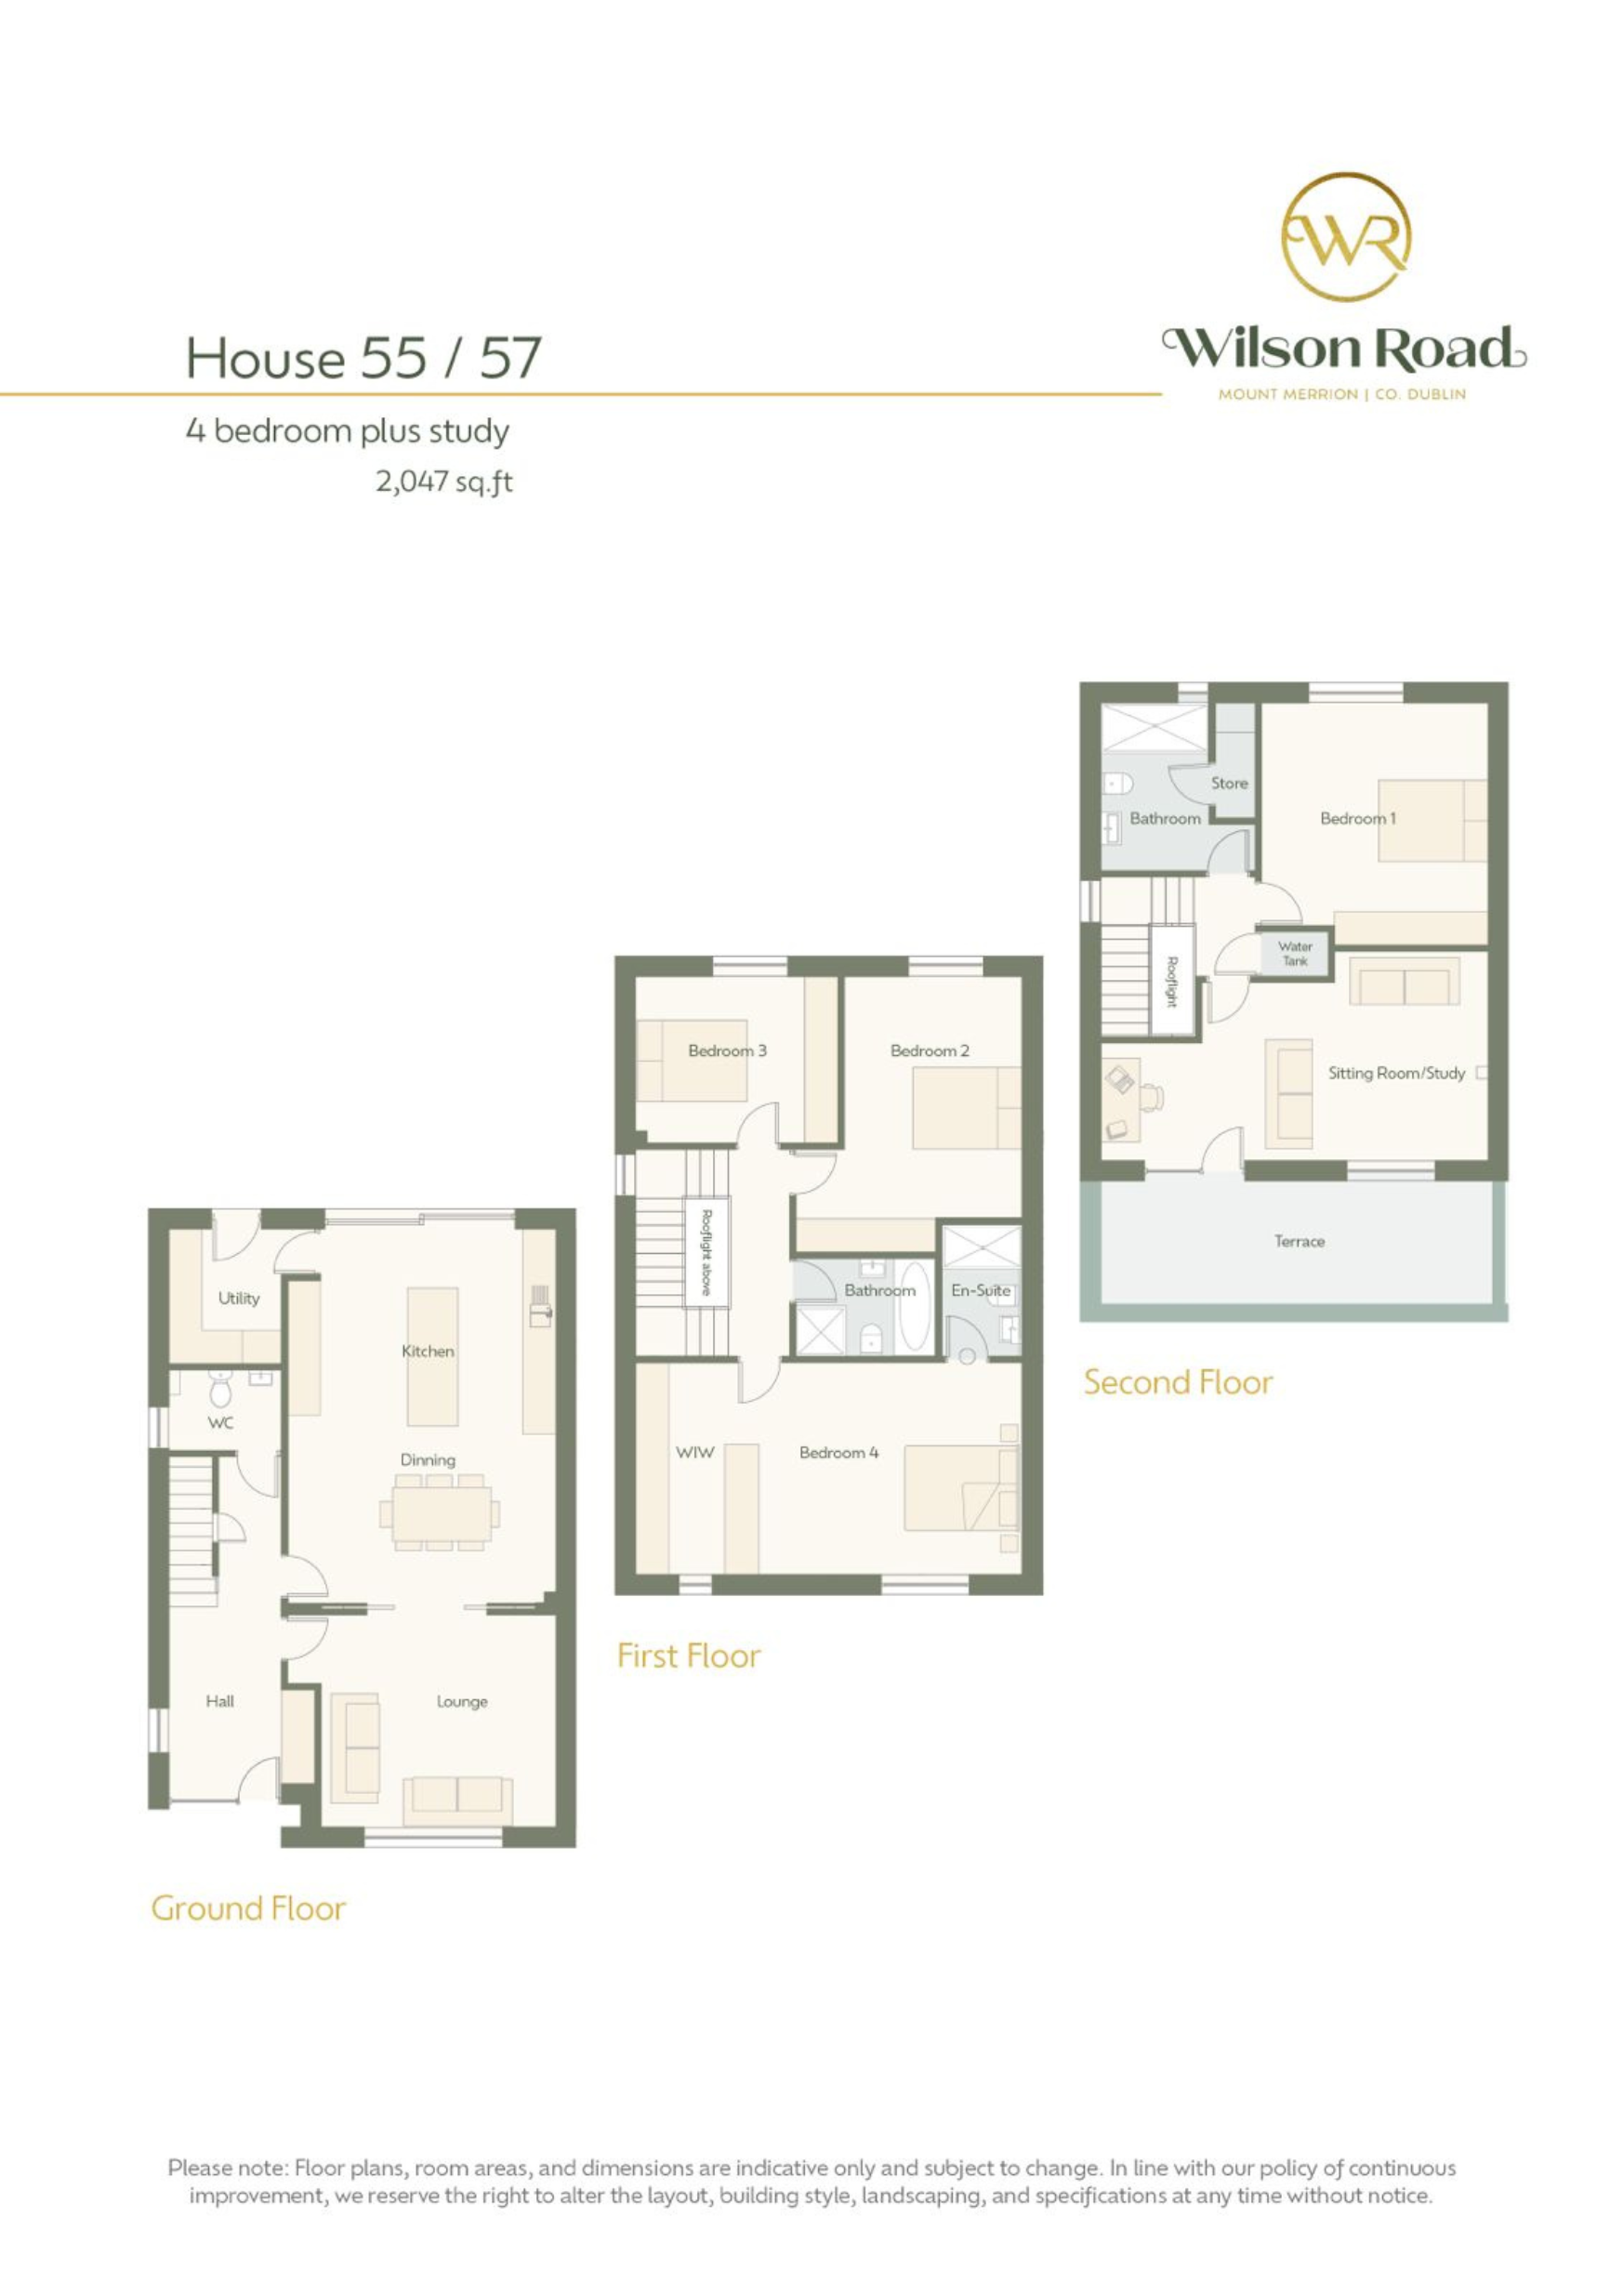 WR
Wilson Road
MOUNT MERRION | CO. DUBLIN
House 55 / 57
4 bedroom plus study
2,047 sq.ft
Store
Bathroom
Bedroom 1
Water
Tank
Rooflight
Sitting Room/Study
Terrace
Second Floor
Bedroom 3
Bedroom 2
Rooflight above
Bathroom
En-Suite
WIW
Bedroom 4
First Floor
Utility
Kitchen
WC
Dinning
Hall
Lounge
Ground Floor
Please note: Floor plans, room areas, and dimensions are indicative only and subject to change. In line with our policy of continuous
improvement, we reserve the right to alter the layout, building style, landscaping, and specifications at any time without notice.